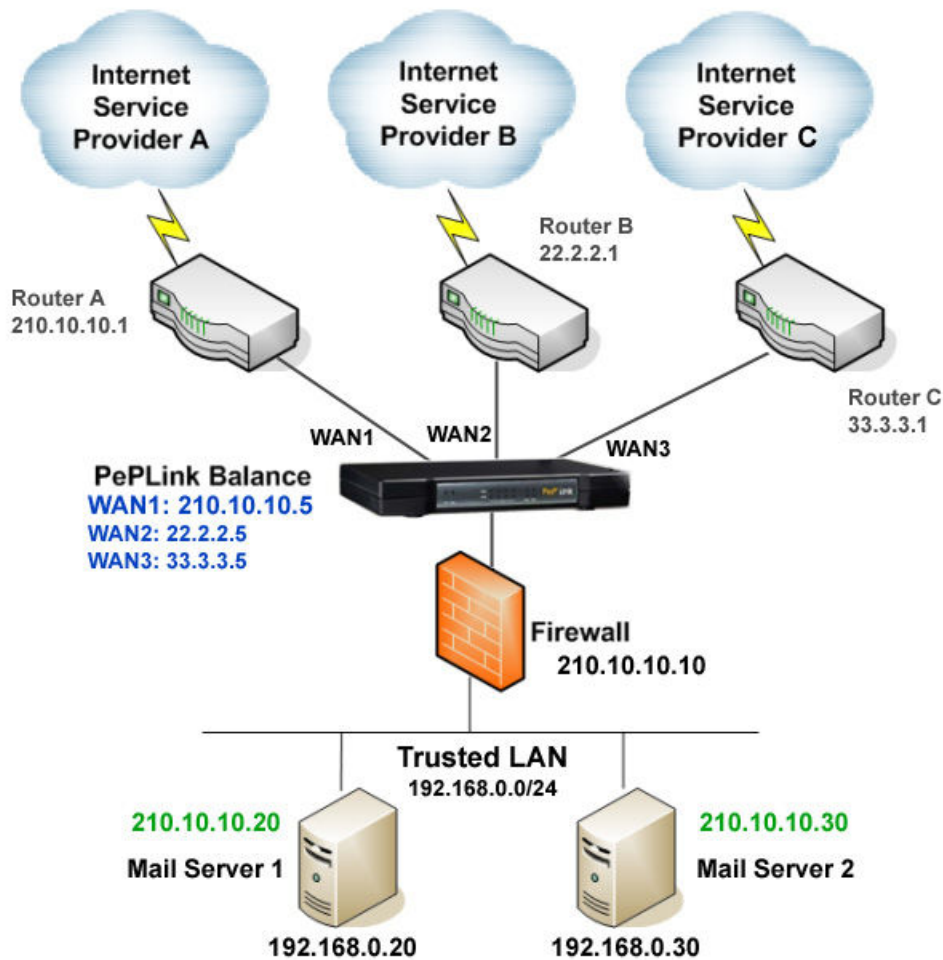 Internet
Service
Provider A
Internet
Service
Provider B
Internet
Service
Provider C
Router B
22.2.2.1
Router A
210.10.10.1
Router C
33.3.3.1
WAN1
WAN2
WAN3
PePLink Balance
WAN1: 210.10.10.5
WAN2: 22.2.2.5
WAN3: 33.3.3.5
PePLink
Firewall
210.10.10.10
Trusted LAN
192.168.0.0/24
210.10.10.20
Mail Server 1
192.168.0.20
210.10.10.30
Mail Server 2
192.168.0.30